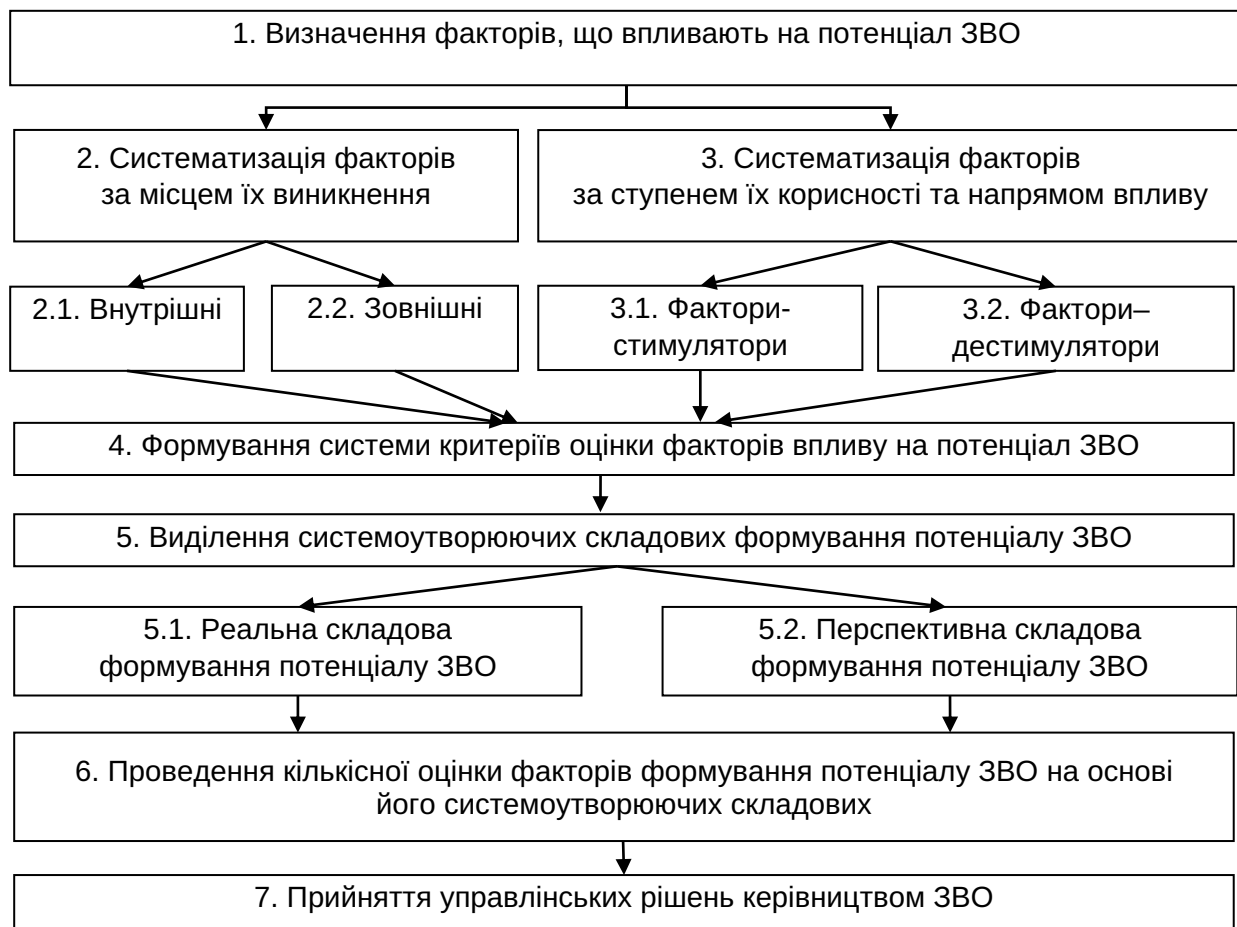 1. Визначення факторів, що впливають на потенціал ЗВО
2. Систематизація факторів
за місцем їх виникнення
3. Систематизація факторів
за ступенем їх корисності та напрямом впливу
2.1. Внутрішні
2.2. Зовнішні
3.1. Фактори-
стимулятори
3.2. Фактори–
дестимулятори
4. Формування системи критеріїв оцінки факторів впливу на потенціал ЗВО
5. Виділення системоутворюючих складових формування потенціалу ЗВО
5.1. Реальна складова
формування потенціалу ЗВО
5.2. Перспективна складова
формування потенціалу ЗВО
6. Проведення кількісної оцінки факторів формування потенціалу ЗВО на основі
його системоутворюючих складових
7. Прийняття управлінських рішень керівництвом ЗВО